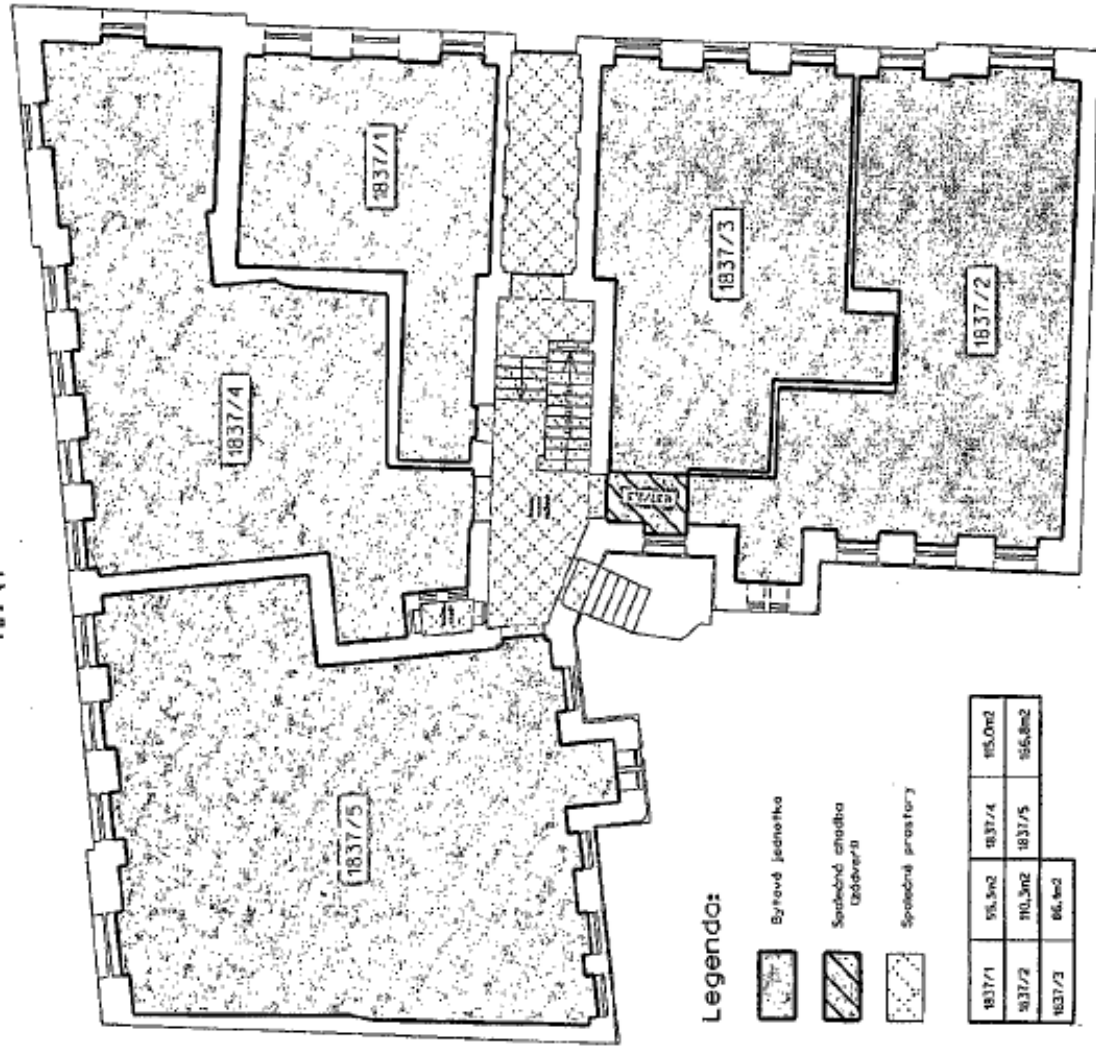 1837/1
1837/4
1837/3
1837/2
1837/5
Legenda:
Bytová jednotka
Společná chodba
Společné prostory
1837/1 55,5m2 1837/4 115,0m2
1837/2 110,3m2 1837/5 156,8m2
1837/3 86,4m2